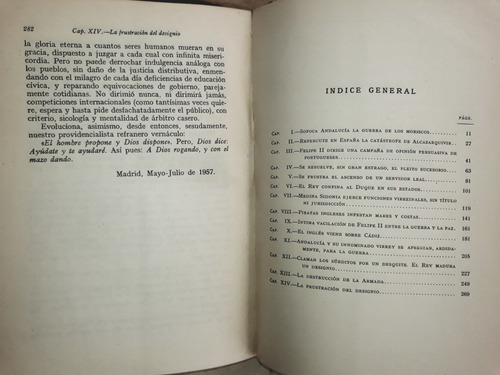 282 Cap. XIV.—La frustración del designio
la gloria eterna a cuantos seres humanos mueran en su
gracia, dispuesto a juzgar a cada cual con infinita miseri-
cordia. Pero no puede derrochar indulgencia análoga con
los pueblos, sin daño de la justicia distributiva, enmen-
dando con el milagro de cada día deficiencias de educación
cívica, y reparando equivocaciones de gobierno, pareja-
mente cotidianas. No dirimió nunca, ni dirimirá jamás,
competiciones internacionales (como tantísimas veces quie-
re, espera y hasta pide desfachatadamente el público), con
criterio, sicología y mentalidad de árbitro casero.
Evoluciona, asimismo, desde entonces, sesudamente,
nuestro providencialista refranero vernáculo:
«El hombre propone y Dios dispone». Pero, Dios dice:
Ayúdate y te ayudaré. Así pues: A Dios rogando, y con el
mazo dando.
Madrid, Mayo-Julio de 1957.
INDICE GENERAL
PÁGS.
CAP. I.—SOFOCA ANDALUCÍA LA GUERRA DE LOS MORISCOS 11
CAP. II.—REPERCUTE EN ESPAÑA LA CATÁSTROFE DE ALCAZARQUIVIR 27
CAP. III.—FELIPE II DIRIGE UNA CAMPAÑA DE OPINIÓN PERSUASIVA DE
PORTUGUESES 41
CAP. IV.—SE RESUELVE, SIN GRAN ESTRAGO, EL PLEITO SUCESORIO 63
CAP. V.—SE FRUSTRA EL ASCENSO DE UN SERVIDOR LEAL 81
CAP. VI.—EL REY CONFINA AL DUQUE EN SUS ESTADOS 101
CAP. VII.—MEDINA SIDONIA EJERCE FUNCIONES VIRREINALES, SIN TÍTULO
NI JURISDICCIÓN 119
CAP. VIII.—PIRATAS INGLESES INFESTAN MARES Y COSTAS 141
CAP. IX.—ÍNTIMA VACILACIÓN DE FELIPE II ENTRE LA GUERRA Y LA PAZ 161
CAP. X.—EL INGLÉS VIENE SOBRE CÁDIZ 181
CAP. XI.—ANDALUCÍA Y SU INNOMINADO VIRREY SE APRESTAN, ARDIDA-
MENTE, PARA LA GUERRA 205
CAP. XII.—CLAMAN LOS SÚBDITOS POR UN DESQUITE. EL REY MADURA
UN DESIGNIO 227
CAP. XIII.—LA DESTRUCCIÓN DE LA ARMADA 249
CAP. XIV.—LA FRUSTRACIÓN DEL DESIGNIO 269